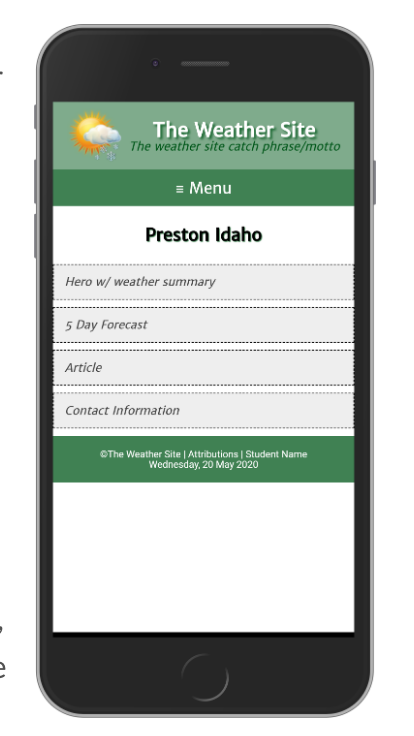 .
The Weather Site
The weather site catch phrase/motto
≡ Menu
Preston Idaho
Hero w/ weather summary
5 Day Forecast
Article
Contact Information
©The Weather Site | Attributions | Student Name
Wednesday, 20 May 2020
,
e